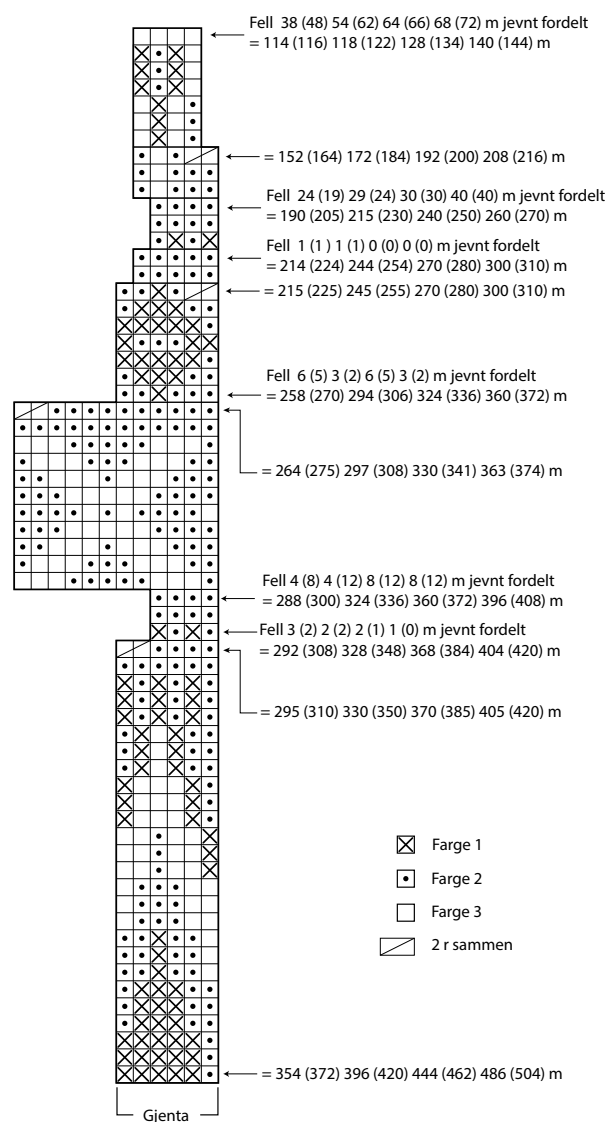 Fell 38 (48) 54 (62) 64 (66) 68 (72) m jevnt fordelt
= 114 (116) 118 (122) 128 (134) 140 (144) m
= 152 (164) 172 (184) 192 (200) 208 (216) m
Fell 24 (19) 29 (24) 30 (30) 40 (40) m jevnt fordelt
= 190 (205) 215 (230) 240 (250) 260 (270) m
Fell 1 (1) 1 (1) 0 (0) 0 (0) m jevnt fordelt
= 214 (224) 244 (254) 270 (280) 300 (310) m
= 215 (225) 245 (255) 270 (280) 300 (310) m
Fell 6 (5) 3 (2) 6 (5) 3 (2) m jevnt fordelt
= 258 (270) 294 (306) 324 (336) 360 (372) m
= 264 (275) 297 (308) 330 (341) 363 (374) m
Fell 4 (8) 4 (12) 8 (12) 8 (12) m jevnt fordelt
= 288 (300) 324 (336) 360 (372) 396 (408) m
Fell 3 (2) 2 (2) 2 (1) 1 (0) m jevnt fordelt
= 292 (308) 328 (348) 368 (384) 404 (420) m
= 295 (310) 330 (350) 370 (385) 405 (420) m
Farge 1
Farge 2
Farge 3
2 r sammen
= 354 (372) 396 (420) 444 (462) 486 (504) m
Gjenta